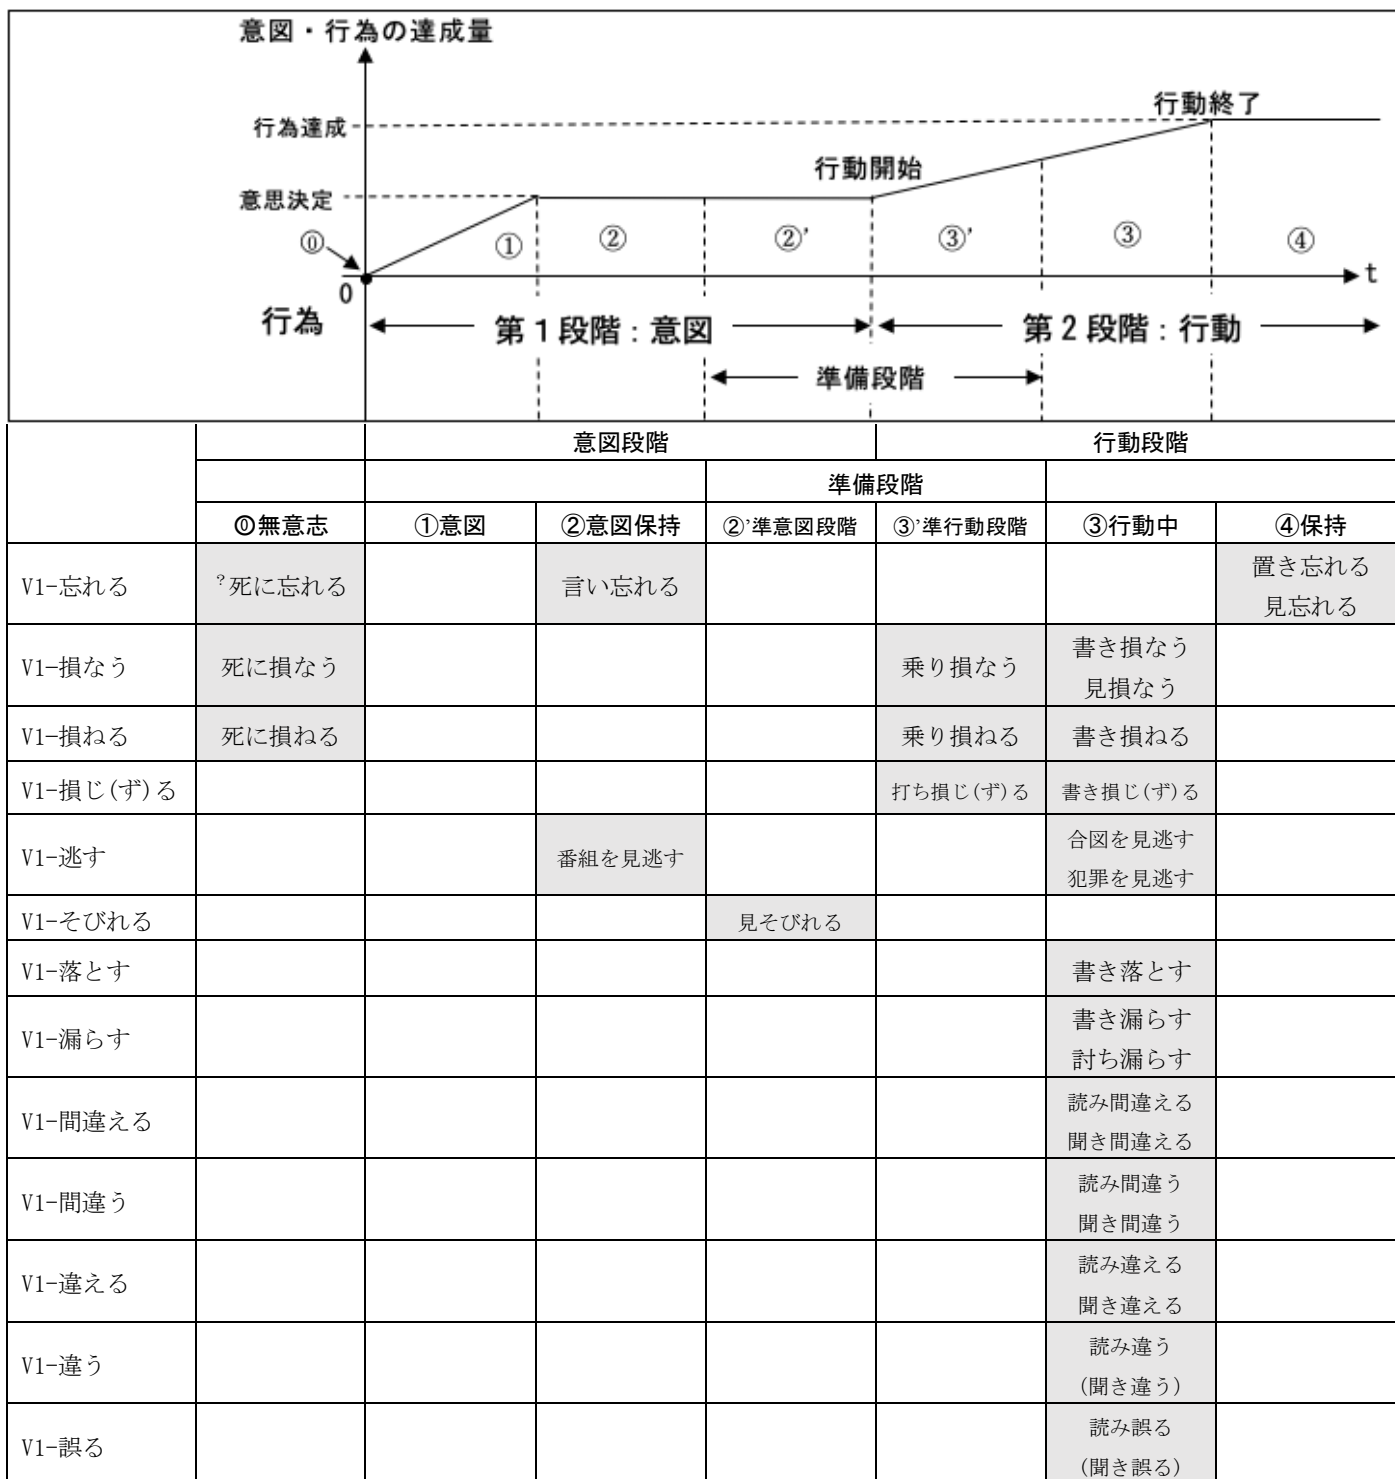 意図・行為の達成量
行動終了
行為達成
行動開始
意思決定
⓪
①
②
②’
③’
③
④
t
0
行為
第１段階：意図
第２段階：行動
準備段階
意図段階
行動段階
準備段階
⓪無意志
①意図
②意図保持
②’準意図段階
③’準行動段階
③行動中
④保持
V1-忘れる
?死に忘れる
言い忘れる
置き忘れる
見忘れる
V1-損なう
死に損なう
乗り損なう
書き損なう
見損なう
V1-損ねる
死に損ねる
乗り損ねる
書き損ねる
V1-損じ(ず)る
打ち損じ(ず)る
書き損じ(ず)る
V1-逃す
番組を見逃す
合図を見逃す
犯罪を見逃す
V1-そびれる
見そびれる
V1-落とす
書き落とす
V1-漏らす
書き漏らす
討ち漏らす
V1-間違える
読み間違える
聞き間違える
V1-間違う
読み間違う
聞き間違う
V1-違える
読み違える
聞き違える
V1-違う
読み違う
(聞き違う)
V1-誤る
読み誤る
(聞き誤る)